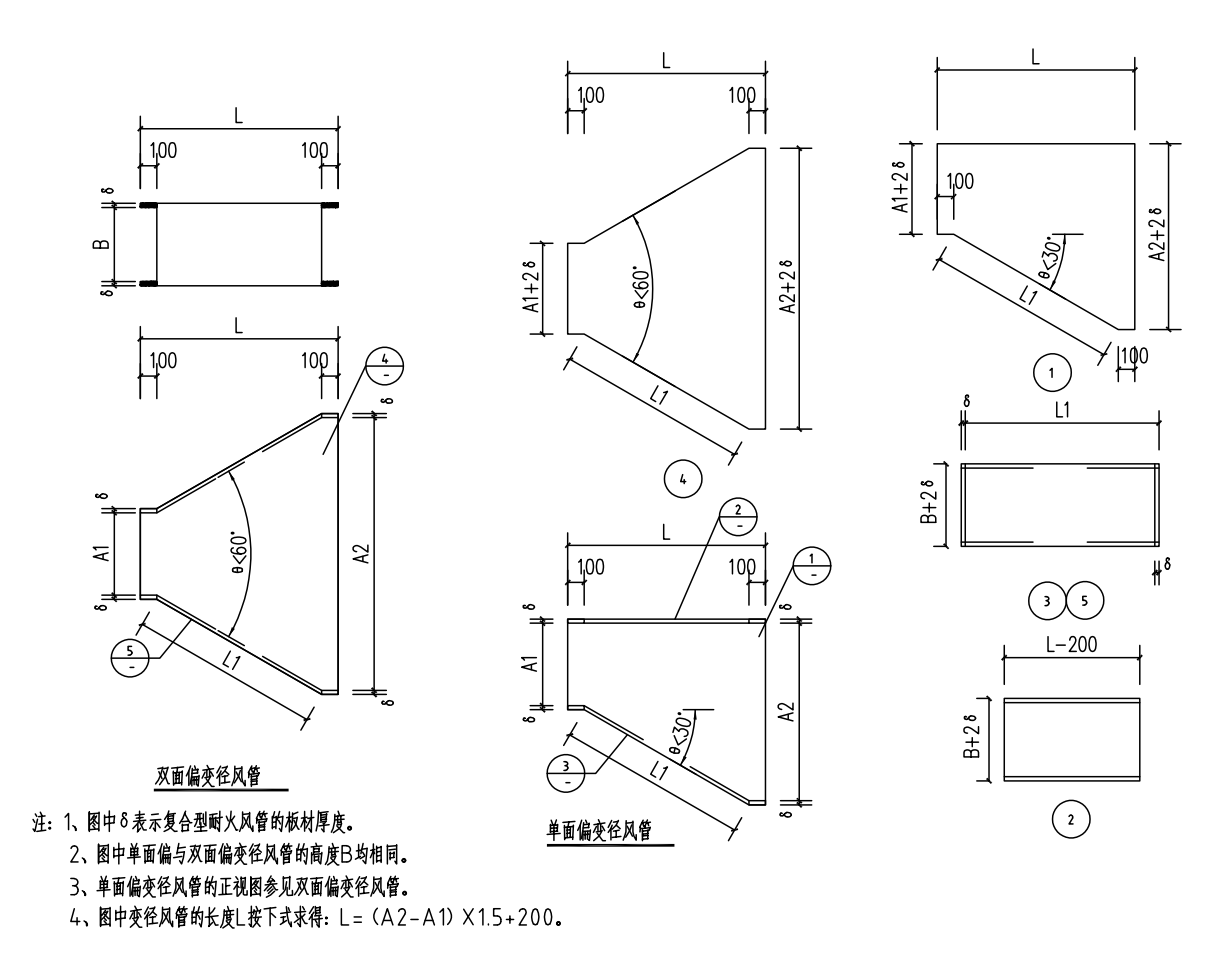 L
100
100
δ
B
δ
L
100
100
4
-
δ
δ
A1
θ<60°
A2
δ
5
-
L1
δ
双面偏变径风管
L
100
100
A1+2δ
θ<60°
A2+2δ
L1
4
2
-
L
100
100
1
-
δ
δ
A1
A2
δ
θ<30°
3
-
L1
δ
单面偏变径风管
L
A1+2δ
100
A2+2δ
θ<30°
L1
100
1
δ
L1
B+2δ
δ
3
5
L-200
B+2δ
2
注：1、图中δ表示复合型耐火风管的板材厚度。
2、图中单面偏与双面偏变径风管的高度B均相同。
3、单面偏变径风管的正视图参见双面偏变径风管。
4、图中变径风管的长度L按下式求得：L=(A2-A1)X1.5+200。